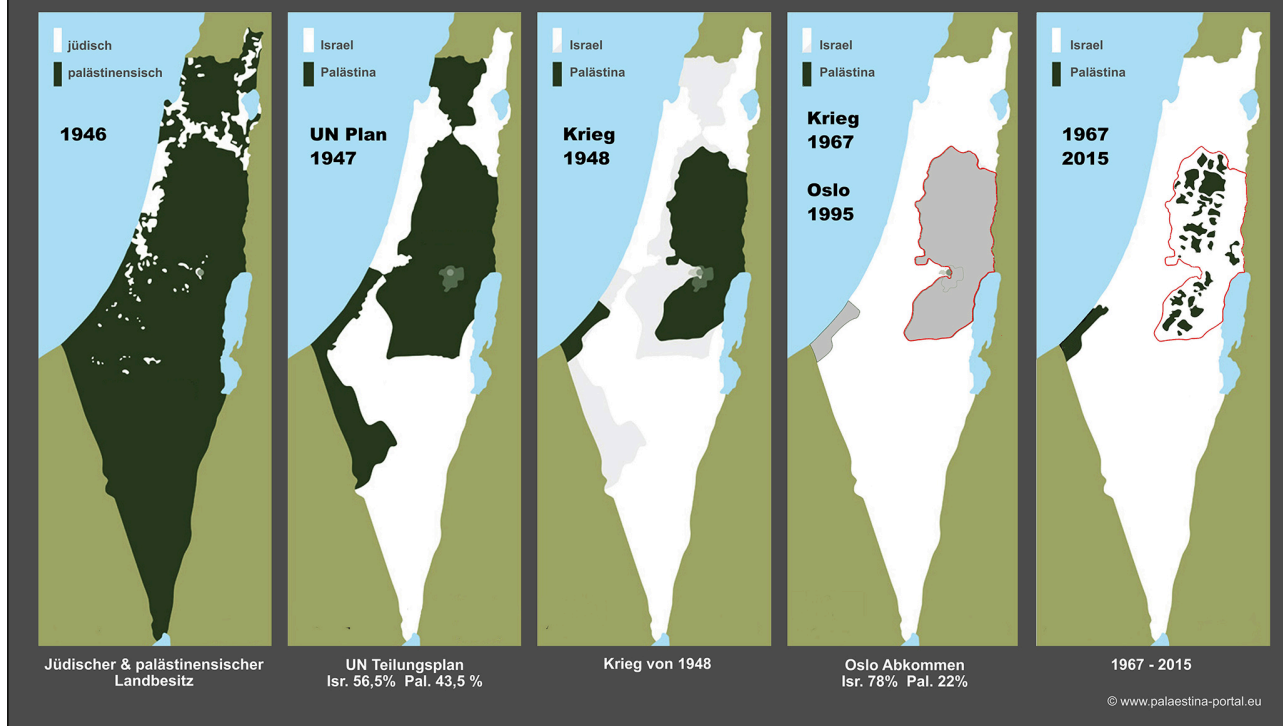 jüdisch
palästinensisch
1946
Jüdischer & palästinensischer
Landbesitz
Israel
Palästina
UN Plan
1947
UN Teilungsplan
Isr. 56,5% Pal. 43,5 %
Israel
Palästina
Krieg
1948
Krieg von 1948
Israel
Palästina
Krieg
1967
Oslo
1995
Oslo Abkommen
Isr. 78% Pal. 22%
Israel
Palästina
1967
2015
1967 - 2015
© www.palaestina-portal.eu